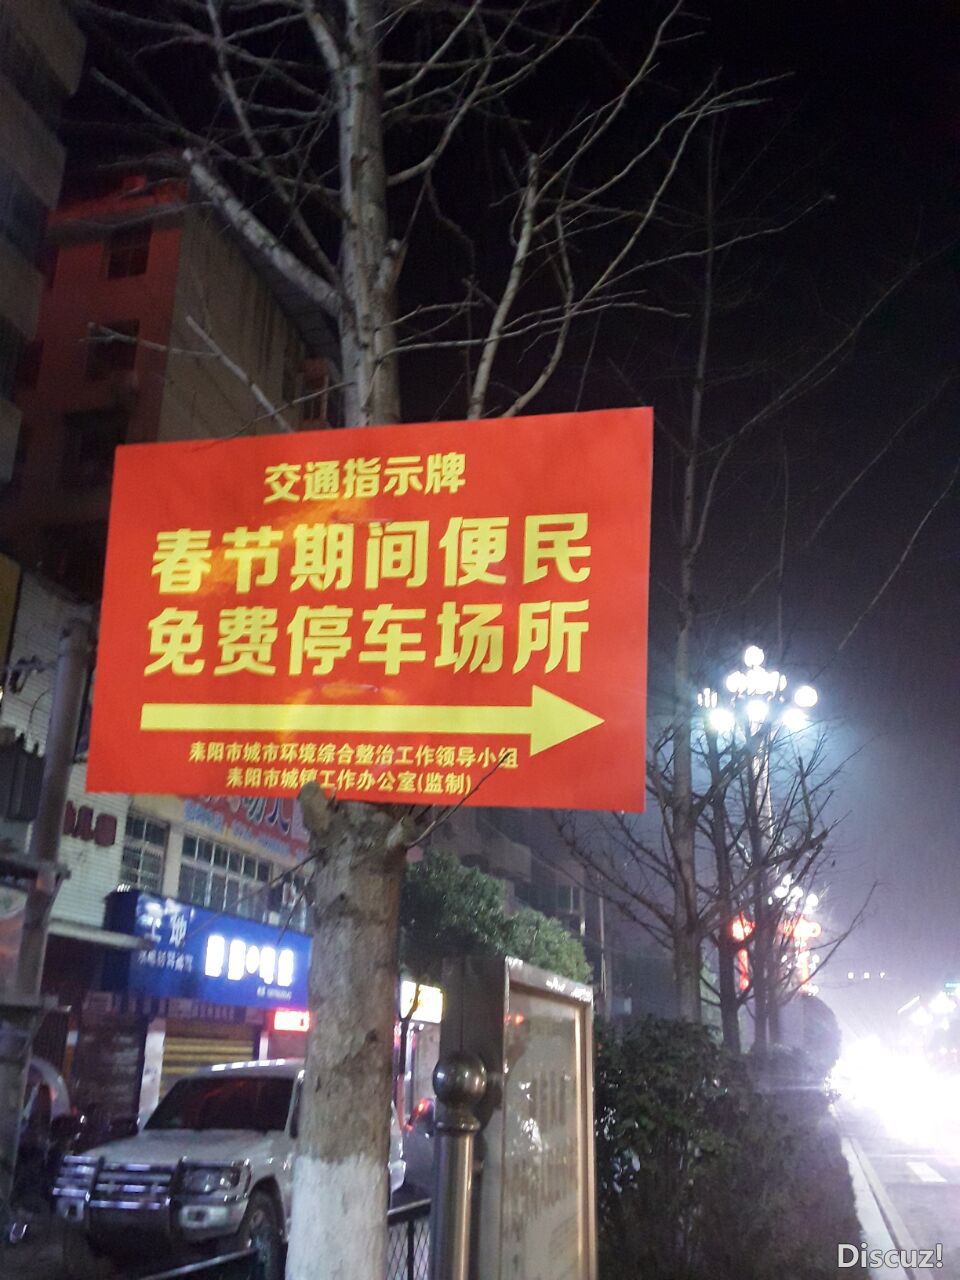 交通指示牌
春节期间便民
免费停车场所
耒阳市城市环境综合整治工作领导小组
耒阳市城镇工作办公室(监制)
Discuz!